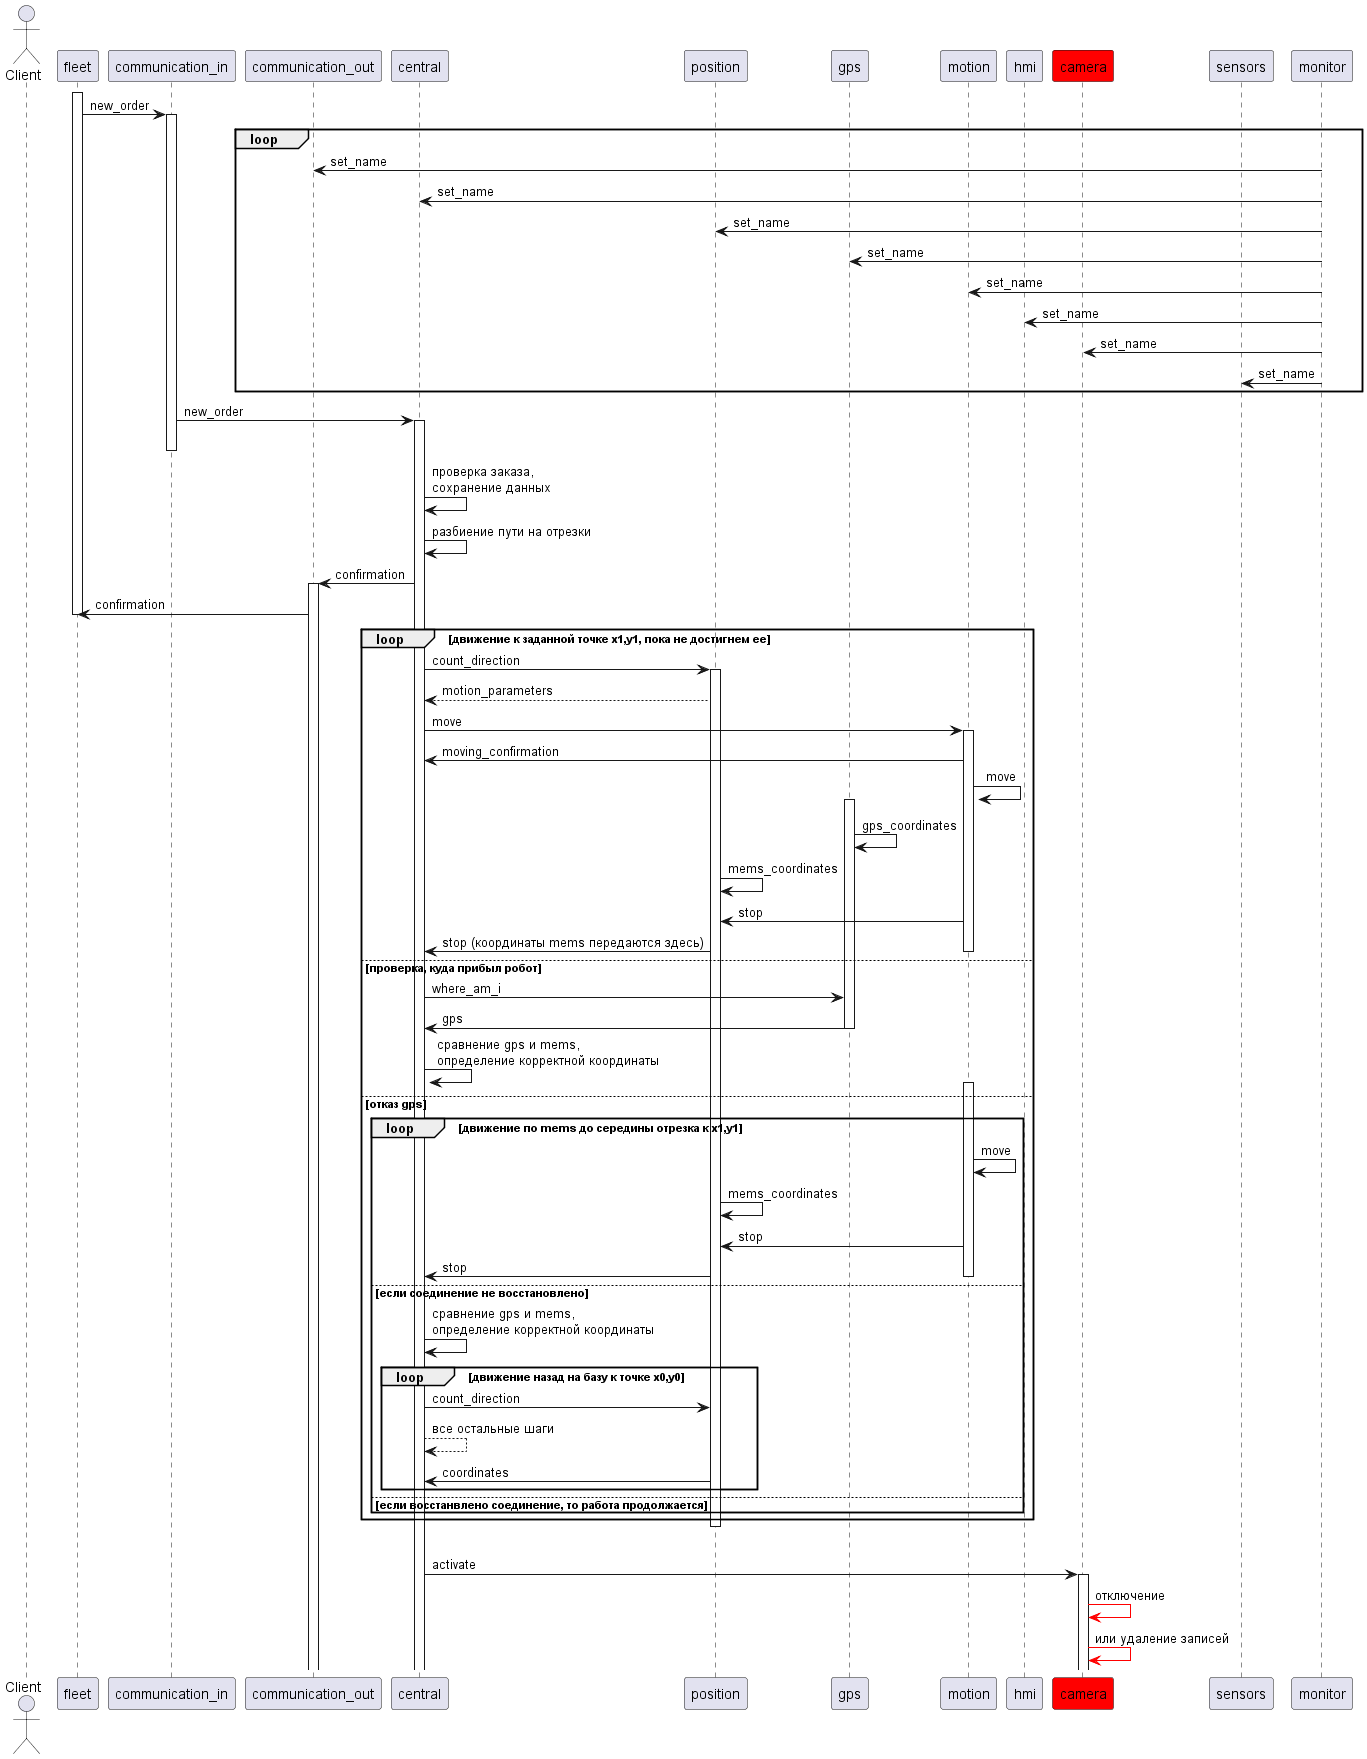 Client
fleet
communication_in
communication_out
central
position
gps
motion
hmi
camera
sensors
monitor
new_order
loop
set_name
set_name
set_name
set_name
set_name
set_name
set_name
set_name
new_order
проверка заказа,
сохранение данных
разбиение пути на отрезки
confirmation
confirmation
loop
[движение к заданной точке x1,y1, пока не достигнем ее]
count_direction
motion_parameters
move
moving_confirmation
move
gps_coordinates
mems_coordinates
stop
stop (координаты mems передаются здесь)
[проверка, куда прибыл робот]
where_am_i
gps
сравнение gps и mems,
определение корректной координаты
[отказ gps]
loop
[движение по mems до середины отрезка к x1,y1]
move
mems_coordinates
stop
stop
[если соединение не восстановлено]
сравнение gps и mems,
определение корректной координаты
loop
[движение назад на базу к точке x0,y0]
count_direction
все остальные шаги
coordinates
[если восстанвлено соединение, то работа продолжается]
activate
отключение
или удаление записей
Client
fleet
communication_in
communication_out
central
position
gps
motion
hmi
camera
sensors
monitor